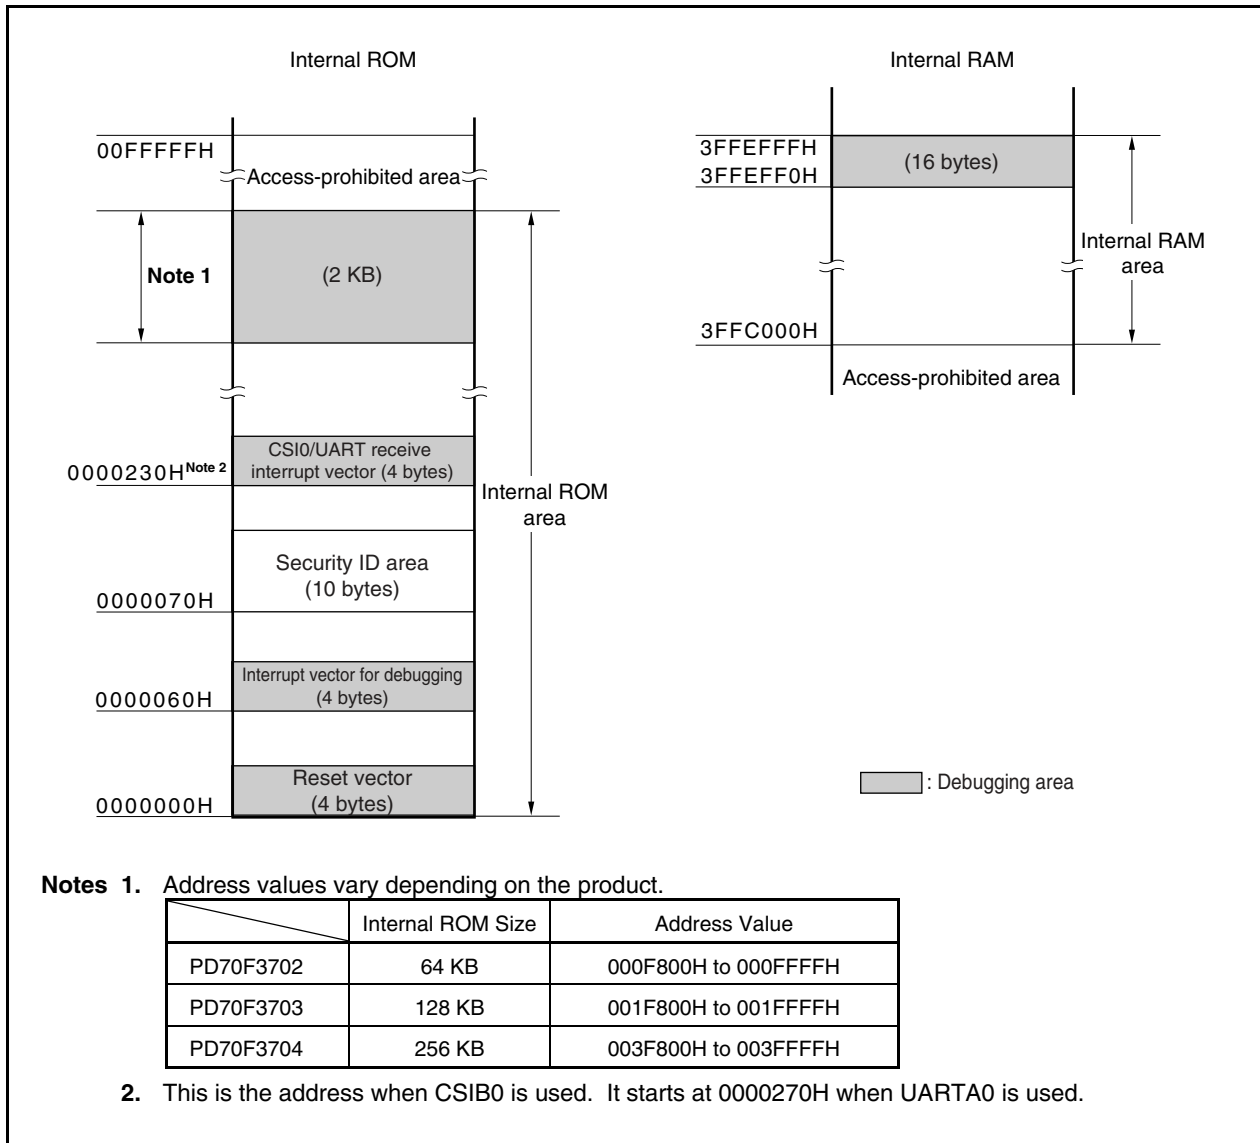 Internal ROM
00FFFFFH
Access-prohibited area
Note 1
(2 KB)
CSI0/UART receive
interrupt vector (4 bytes)
0000230H Note 2
Internal ROM
area
Security ID area
(10 bytes)
0000070H
Interrupt vector for debugging
(4 bytes)
0000060H
Reset vector
(4 bytes)
0000000H
Internal RAM
3FFEFFFH
3FFEFF0H
(16 bytes)
Internal RAM
area
3FFC000H
Access-prohibited area
: Debugging area
Notes 1. Address values vary depending on the product.
Internal ROM Size Address Value
PD70F3702 64 KB 000F800H to 000FFFFH
PD70F3703 128 KB 001F800H to 001FFFFH
PD70F3704 256 KB 003F800H to 003FFFFH
2. This is the address when CSIB0 is used. It starts at 0000270H when UARTA0 is used.